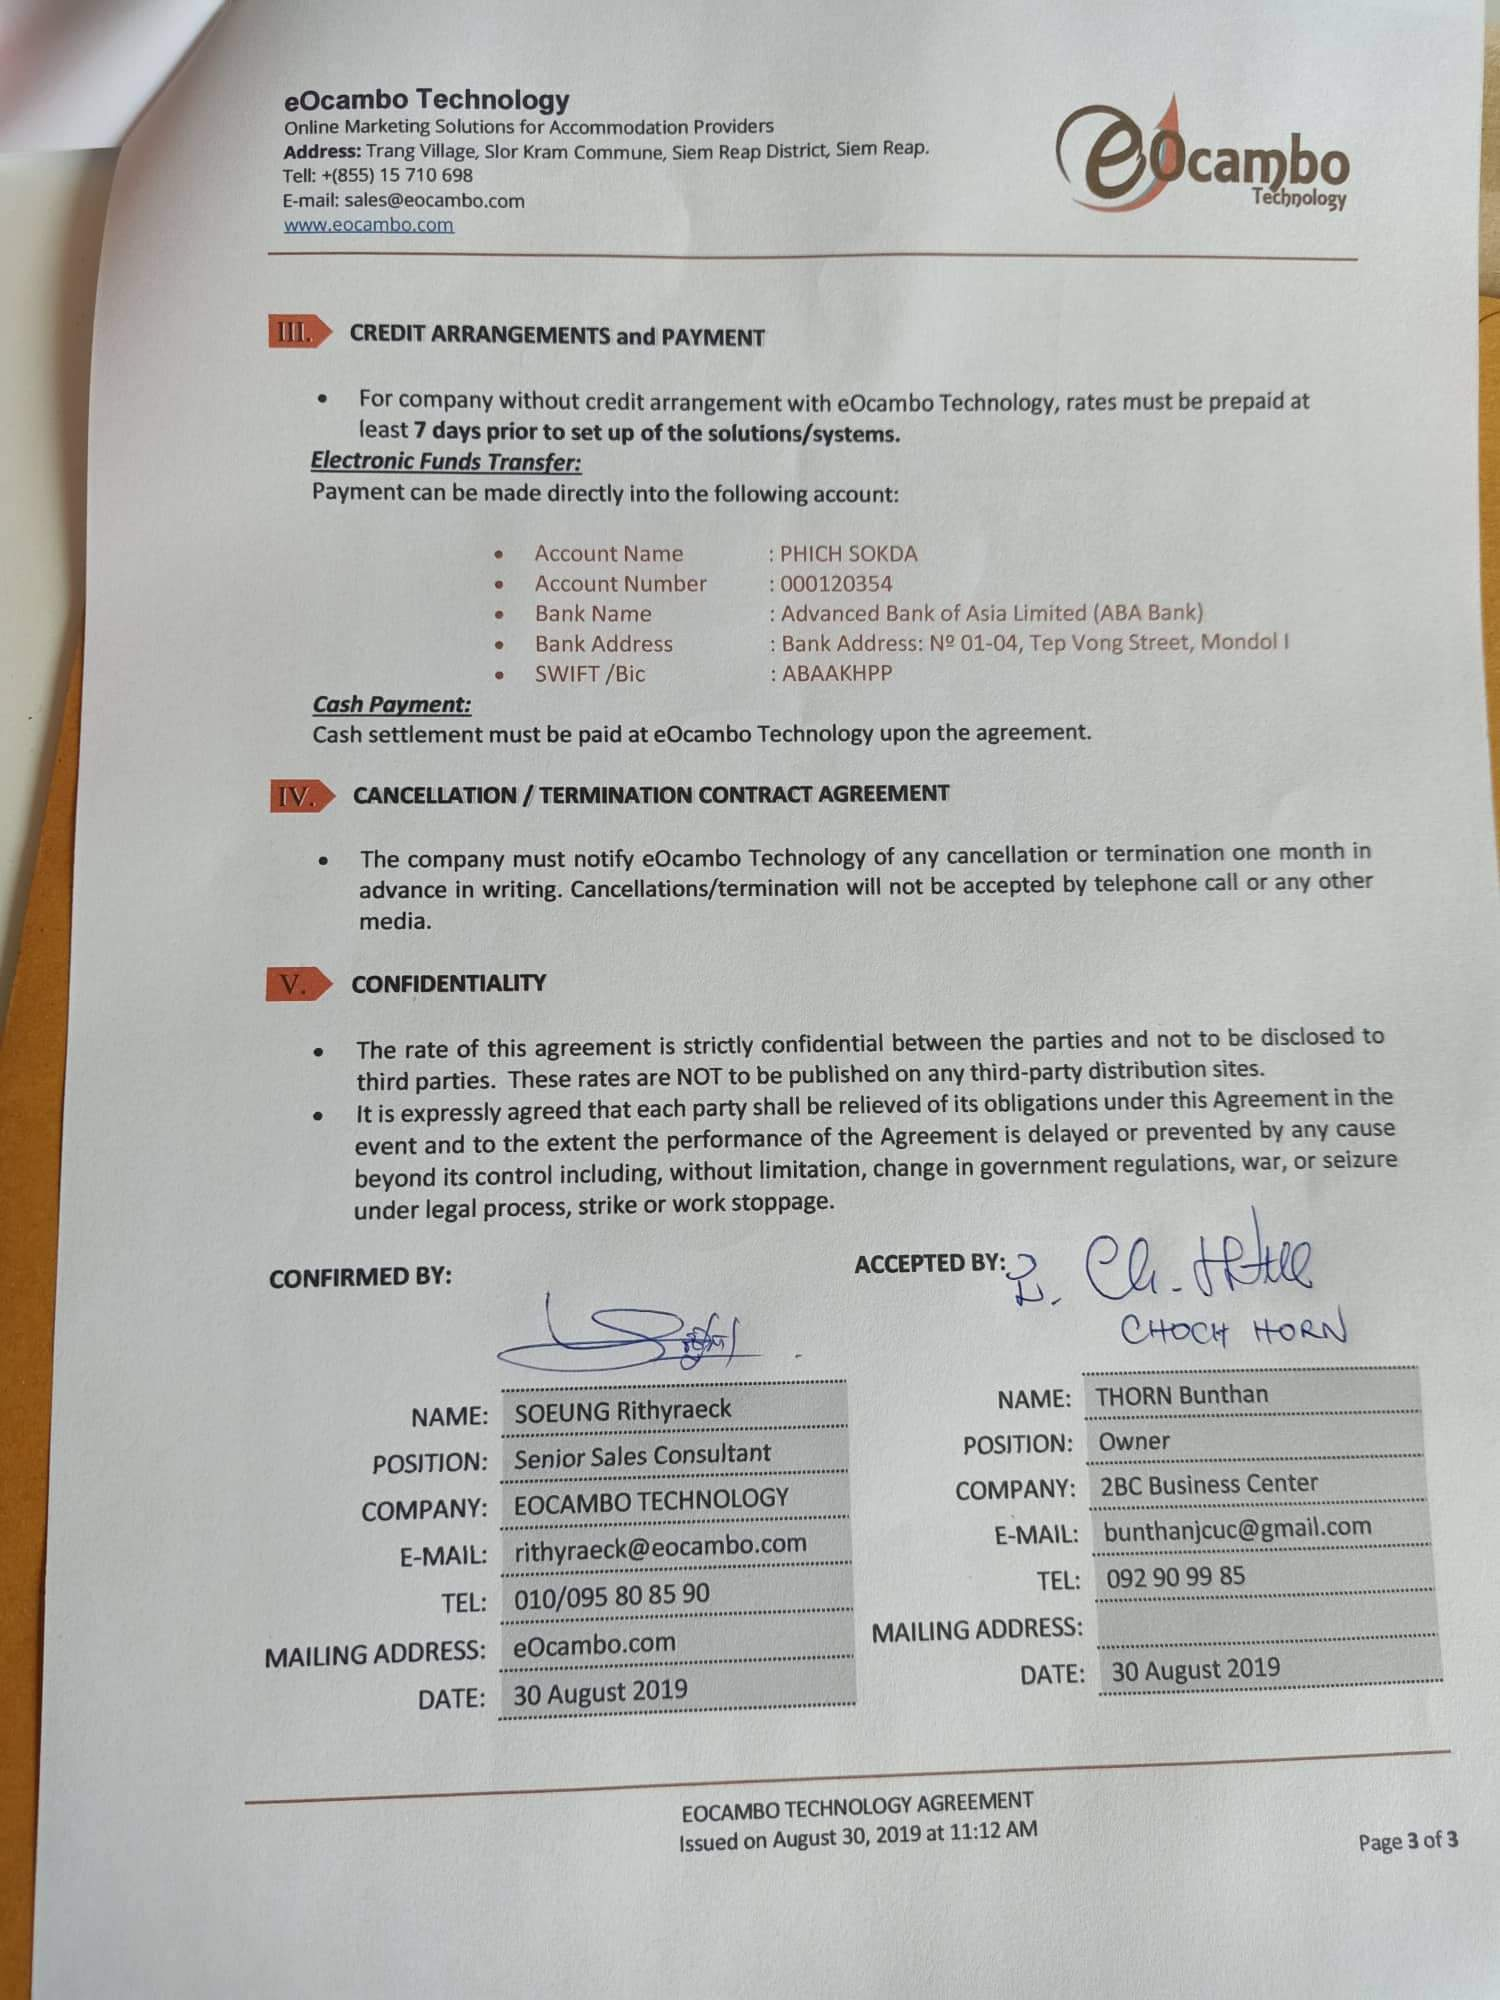 eOcambo Technology
Online Marketing Solutions for Accommodation Providers
Address: Trang Village, Slor Kram Commune, Siem Reap District, Siem Reap.
Tell: +(855) 15 710 698
E-mail: sales@eocambo.com
www.eocambo.com
eOcambo
Technology
III. CREDIT ARRANGEMENTS and PAYMENT
• For company without credit arrangement with eOcambo Technology, rates must be prepaid at
least 7 days prior to set up of the solutions/systems.
Electronic Funds Transfer:
Payment can be made directly into the following account:
• Account Name : PHICH SOKDA
• Account Number : 000120354
• Bank Name : Advanced Bank of Asia Limited (ABA Bank)
• Bank Address : Bank Address: Nº 01-04, Tep Vong Street, Mondol I
• SWIFT /Bic : ABAAKHPP
Cash Payment:
Cash settlement must be paid at eOcambo Technology upon the agreement.
IV. CANCELLATION / TERMINATION CONTRACT AGREEMENT
• The company must notify eOcambo Technology of any cancellation or termination one month in
advance in writing. Cancellations/termination will not be accepted by telephone call or any other
media.
V. CONFIDENTIALITY
• The rate of this agreement is strictly confidential between the parties and not to be disclosed to
third parties. These rates are NOT to be published on any third-party distribution sites.
• It is expressly agreed that each party shall be relieved of its obligations under this Agreement in the
event and to the extent the performance of the Agreement is delayed or prevented by any cause
beyond its control including, without limitation, change in government regulations, war, or seizure
under legal process, strike or work stoppage.
CONFIRMED BY:
NAME: SOEUNG Rithyraeck
POSITION: Senior Sales Consultant
COMPANY: EOCAMBO TECHNOLOGY
E-MAIL: rithyraeck@eocambo.com
TEL: 010/095 80 85 90
MAILING ADDRESS: eOcambo.com
DATE: 30 August 2019
ACCEPTED BY:
CHOCH HORN
NAME: THORN Bunthan
POSITION: Owner
COMPANY: 2BC Business Center
E-MAIL: bunthanjcuc@gmail.com
TEL: 092 90 99 85
MAILING ADDRESS:
DATE: 30 August 2019
EOCAMBO TECHNOLOGY AGREEMENT
Issued on August 30, 2019 at 11:12 AM
Page 3 of 3